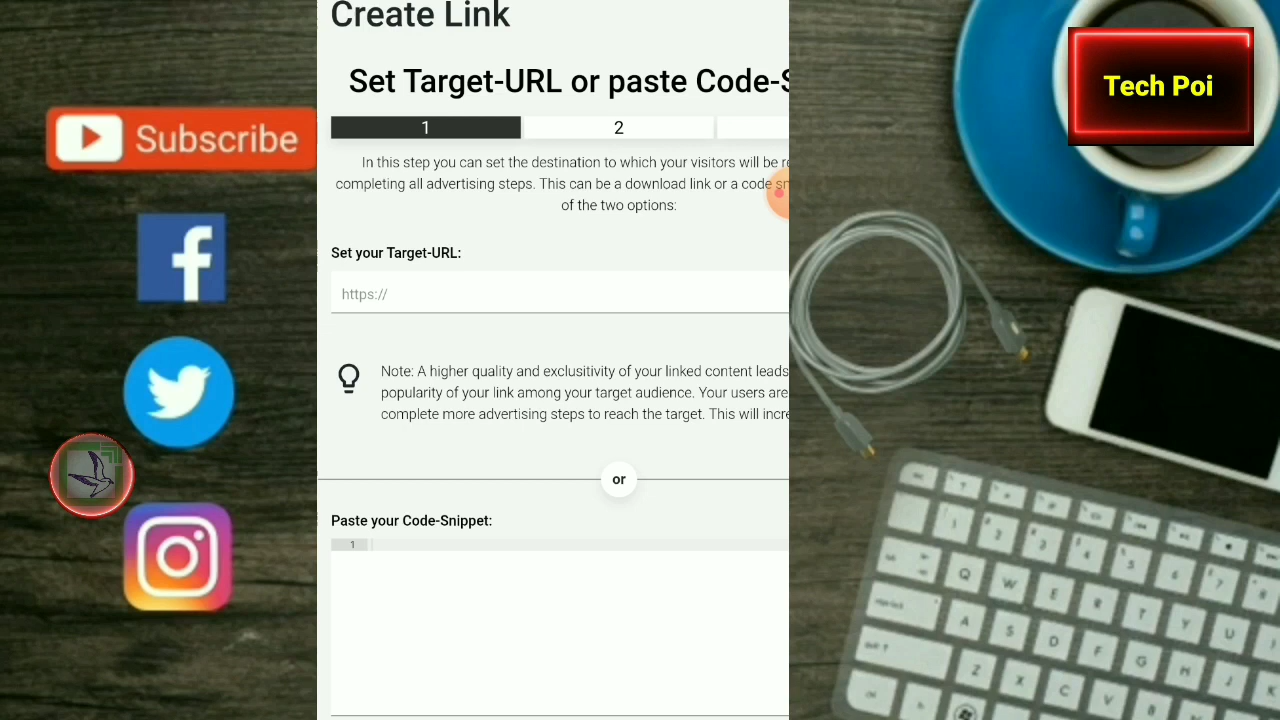 Create Link
Set Target-URL or paste Code-S
1
2
In this step you can set the destination to which your visitors will be re
completing all advertising steps. This can be a download link or a code sn
of the two options:
Set your Target-URL:
https://
Note: A higher quality and exclusitivity of your linked content leads
popularity of your link among your target audience. Your users are
complete more advertising steps to reach the target. This will incre
or
Paste your Code-Snippet:
1
Subscribe
Tech Poi
Q W E R T Y U
A S D F G H J K
Z X C V B